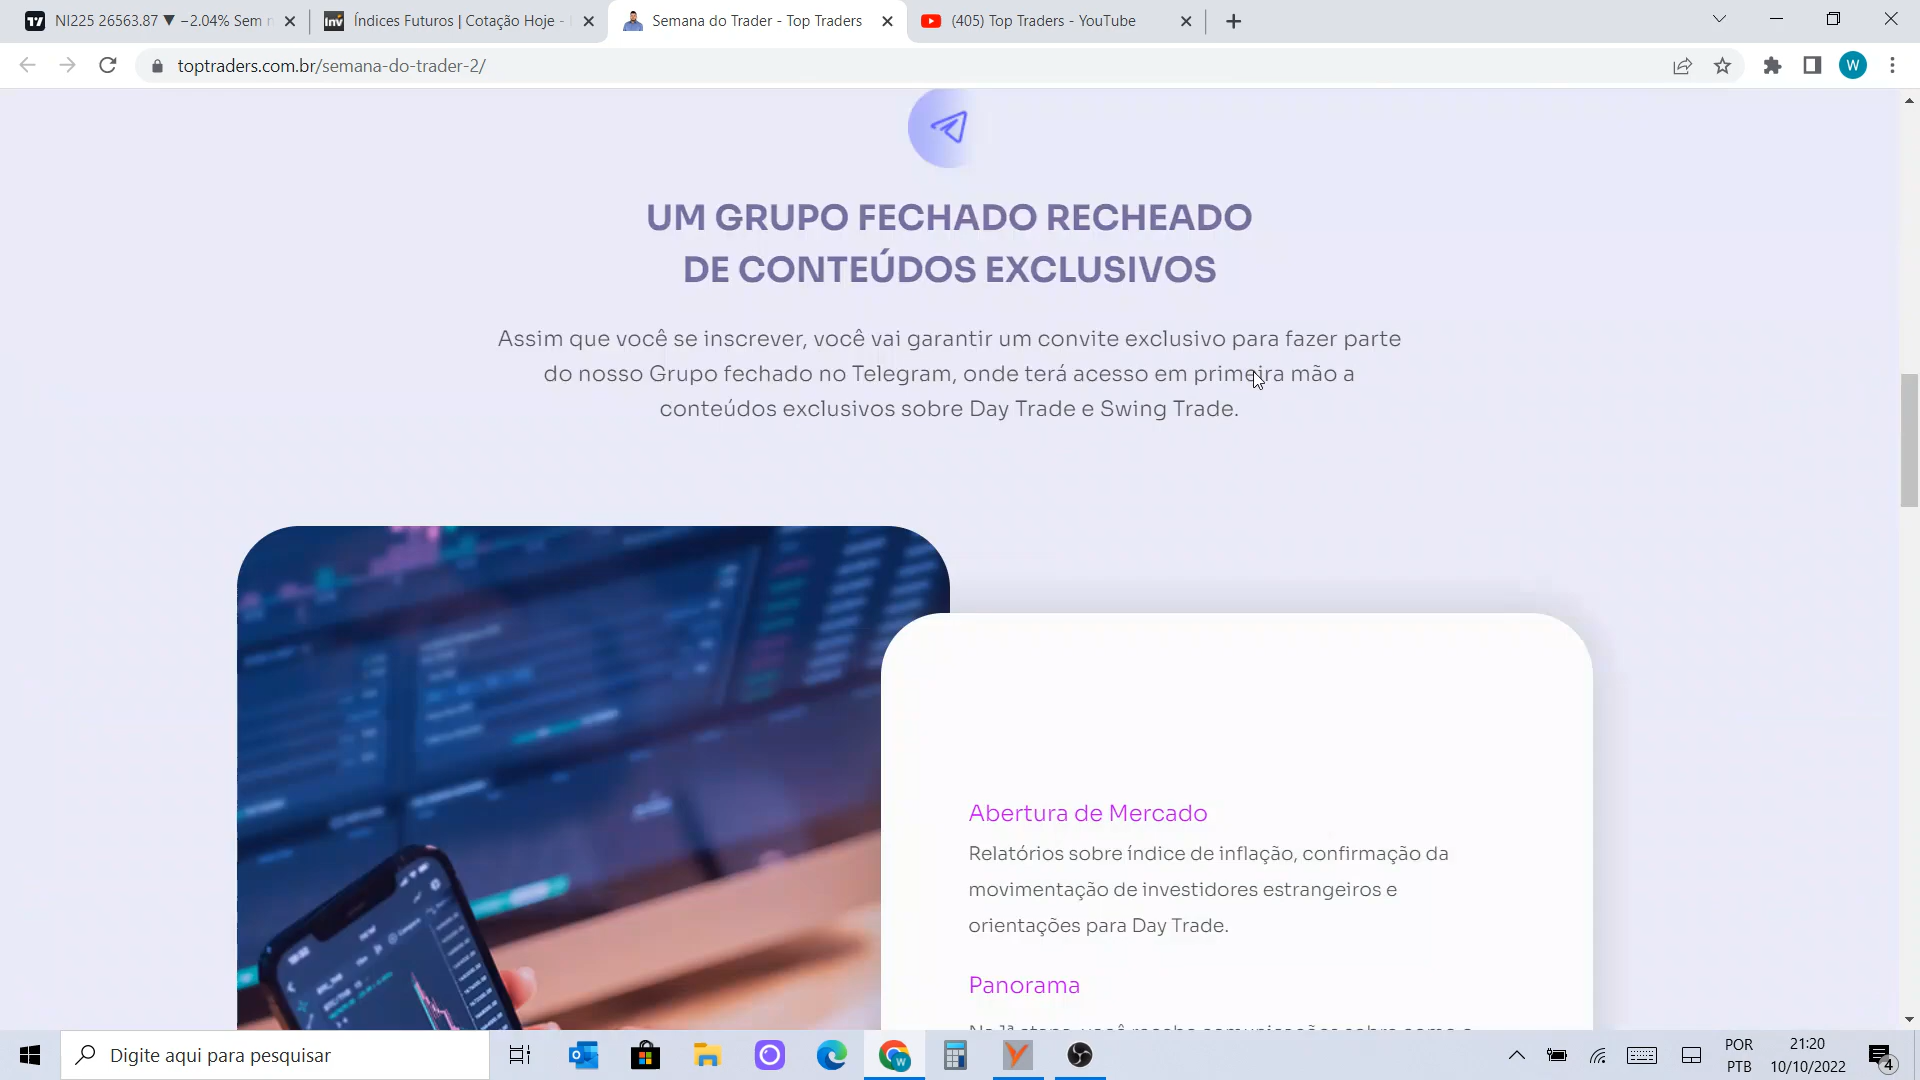 NI225 26563.87 ▼ −2.04% Sem
Índices Futuros | Cotação Hoje -
Semana do Trader - Top Traders
(405) Top Traders - YouTube
toptraders.com.br/semana-do-trader-2/
W
UM GRUPO FECHADO RECHEADO
DE CONTEÚDOS EXCLUSIVOS
Assim que você se inscrever, você vai garantir um convite exclusivo para fazer parte
do nosso Grupo fechado no Telegram, onde terá acesso em primeira mão a
conteúdos exclusivos sobre Day Trade e Swing Trade.
Abertura de Mercado
Relatórios sobre índice de inflação, confirmação da
movimentação de investidores estrangeiros e
orientações para Day Trade.
Panorama
Digite aqui para pesquisar
POR
PTB
21:20
10/10/2022
4